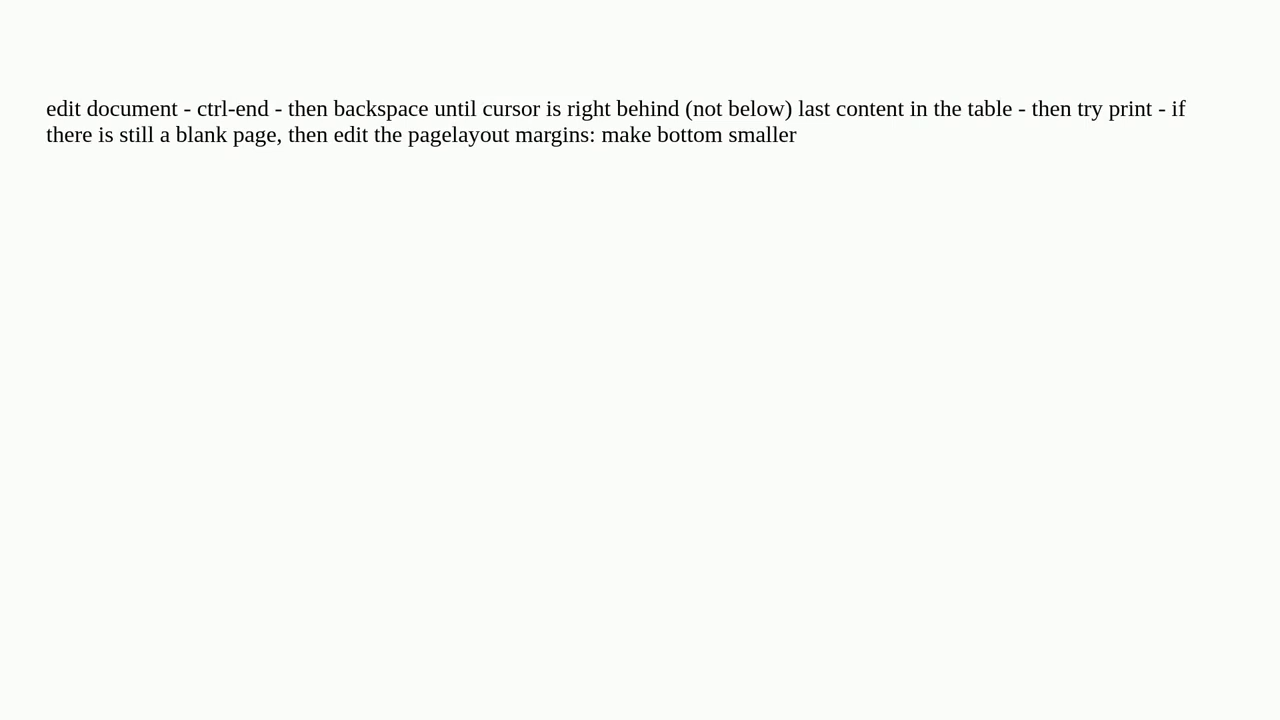 edit document - ctrl-end - then backspace until cursor is right behind (not below) last content in the table - then try print - if
there is still a blank page, then edit the pagelayout margins: make bottom smaller